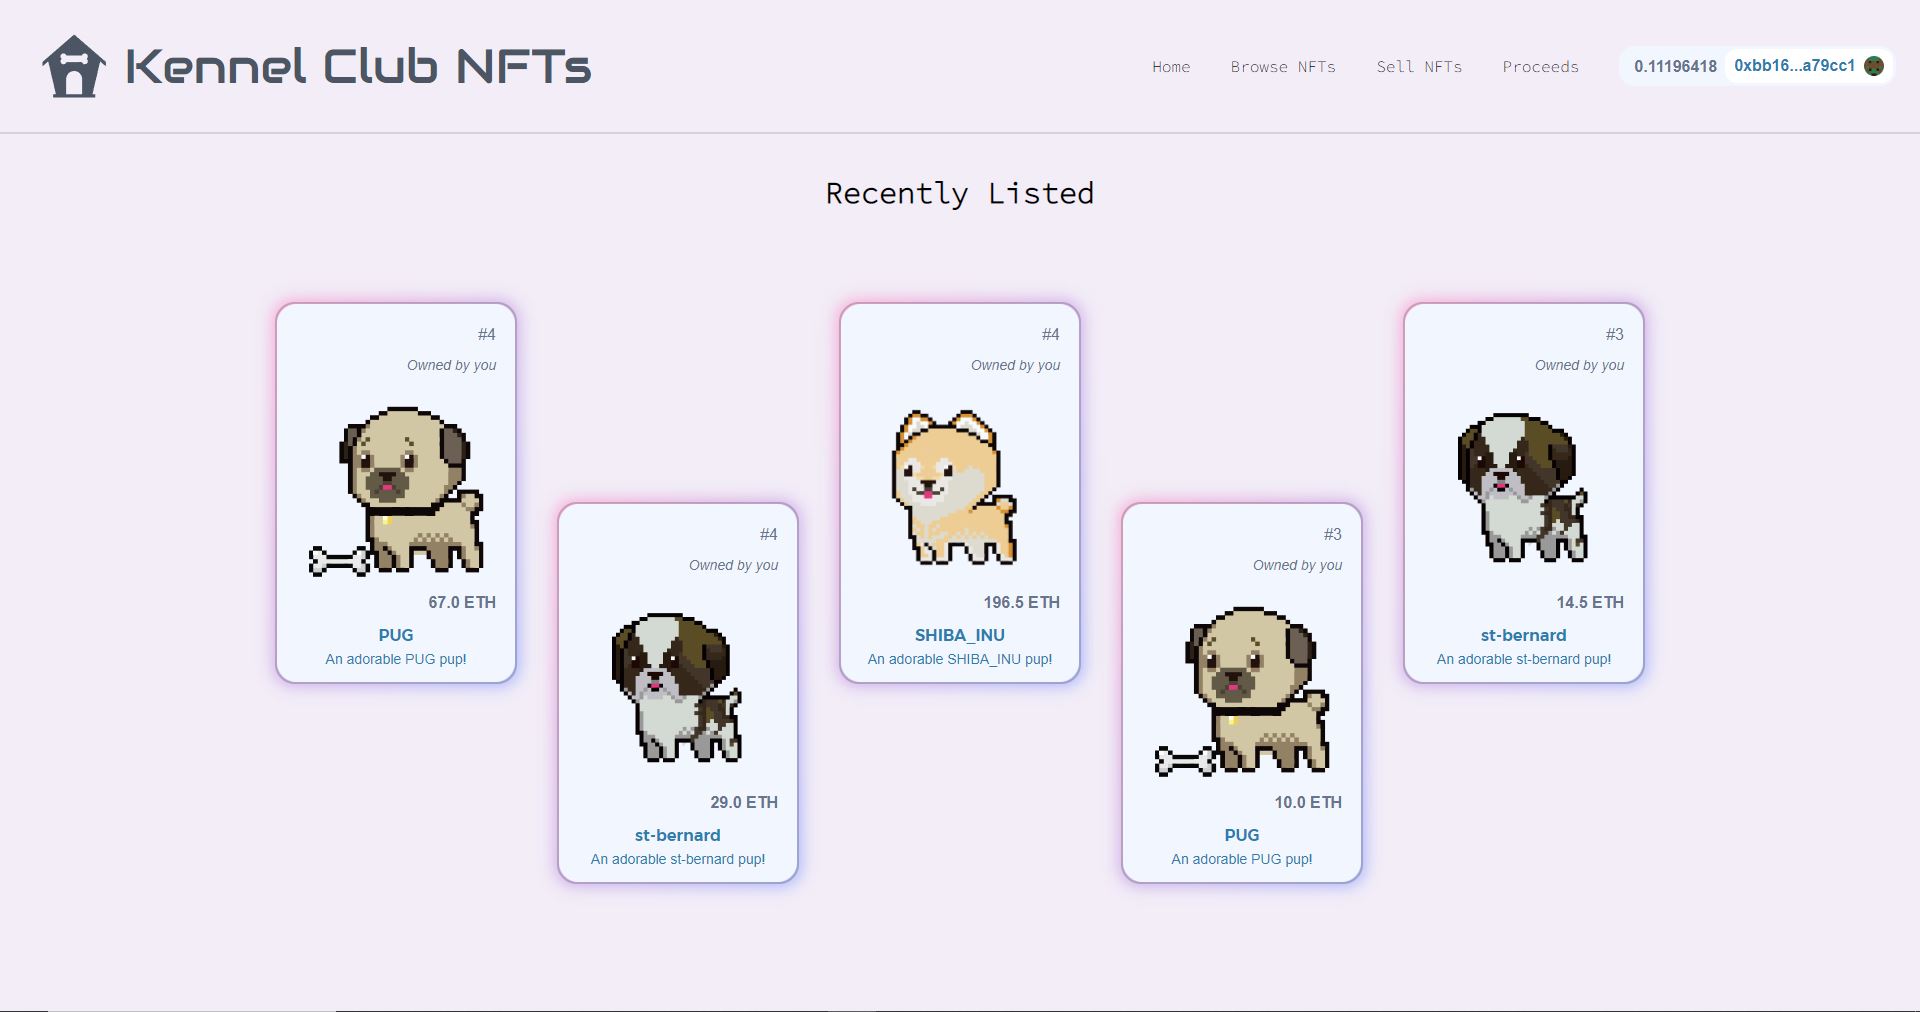 Kennel Club NFTs
Home
Browse NFTs
Sell NFTs
Proceeds
0.11196418
0xbb16...a79cc1
Recently Listed
#4
Owned by you
67.0 ETH
PUG
An adorable PUG pup!
#4
Owned by you
29.0 ETH
st-bernard
An adorable st-bernard pup!
#4
Owned by you
196.5 ETH
SHIBA_INU
An adorable SHIBA_INU pup!
#3
Owned by you
10.0 ETH
PUG
An adorable PUG pup!
#3
Owned by you
14.5 ETH
st-bernard
An adorable st-bernard pup!